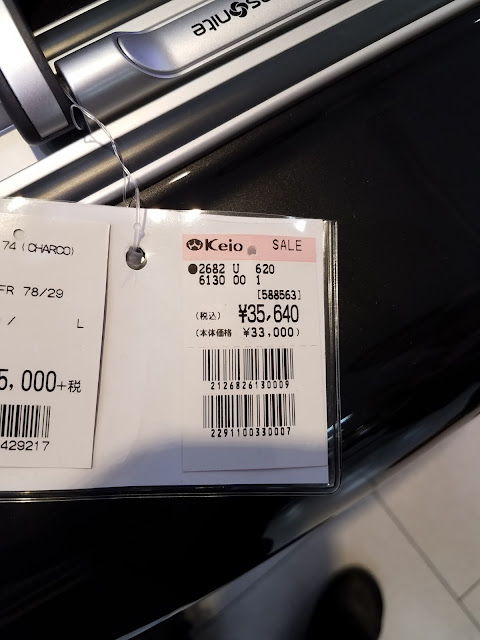 samsonite
74 (CHARCO)
FR 78/29
/ L
5,000+税
429217
Keio SALE
●2682 U 620
6130 00 1
[588563]
(税込) ¥35,640
(本体価格 ¥33,000)
2126826130009
2291100330007